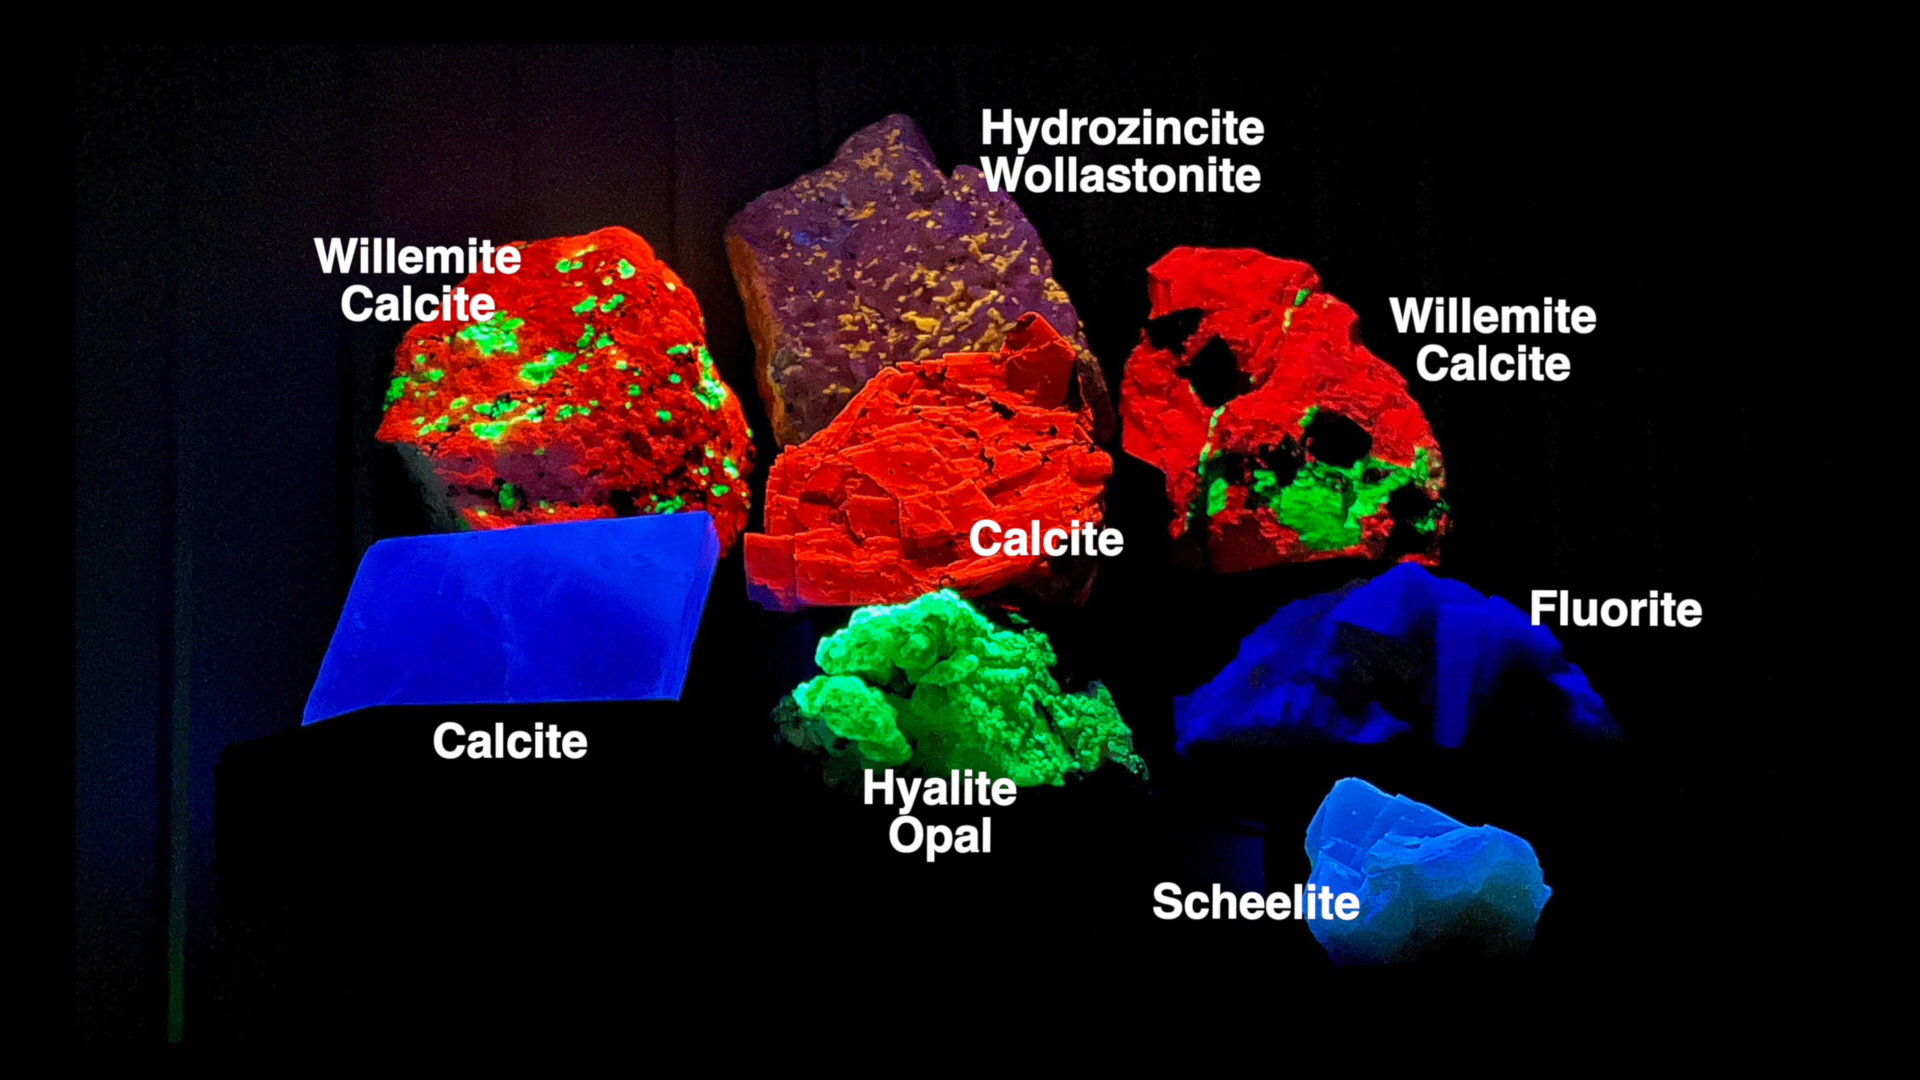 Hydrozincite
Wollastonite
Willemite
Calcite
Willemite
Calcite
Calcite
Fluorite
Calcite
Hyalite
Opal
Scheelite